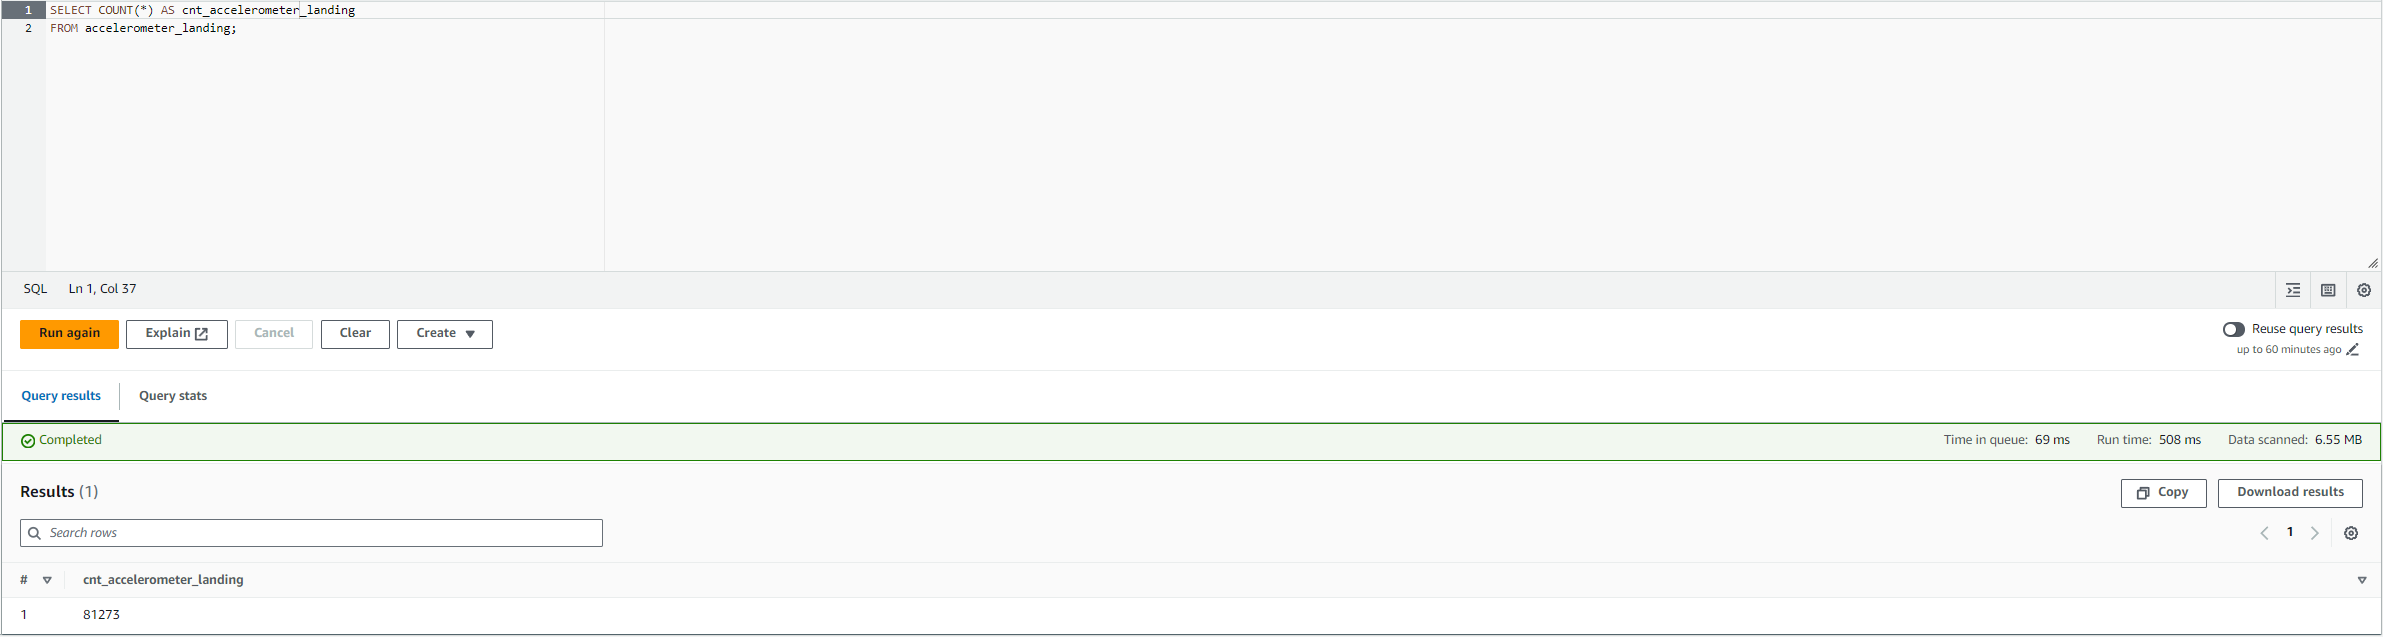 1 SELECT COUNT(*) AS cnt_accelerometer_landing
2 FROM accelerometer_landing;
SQL Ln 1, Col 37
Run again Explain Cancel Clear Create Reuse query results
up to 60 minutes ago
Query results Query stats
Completed Time in queue: 69 ms Run time: 508 ms Data scanned: 6.55 MB
Results (1) Copy Download results
Search rows 1
# cnt_accelerometer_landing
1 81273